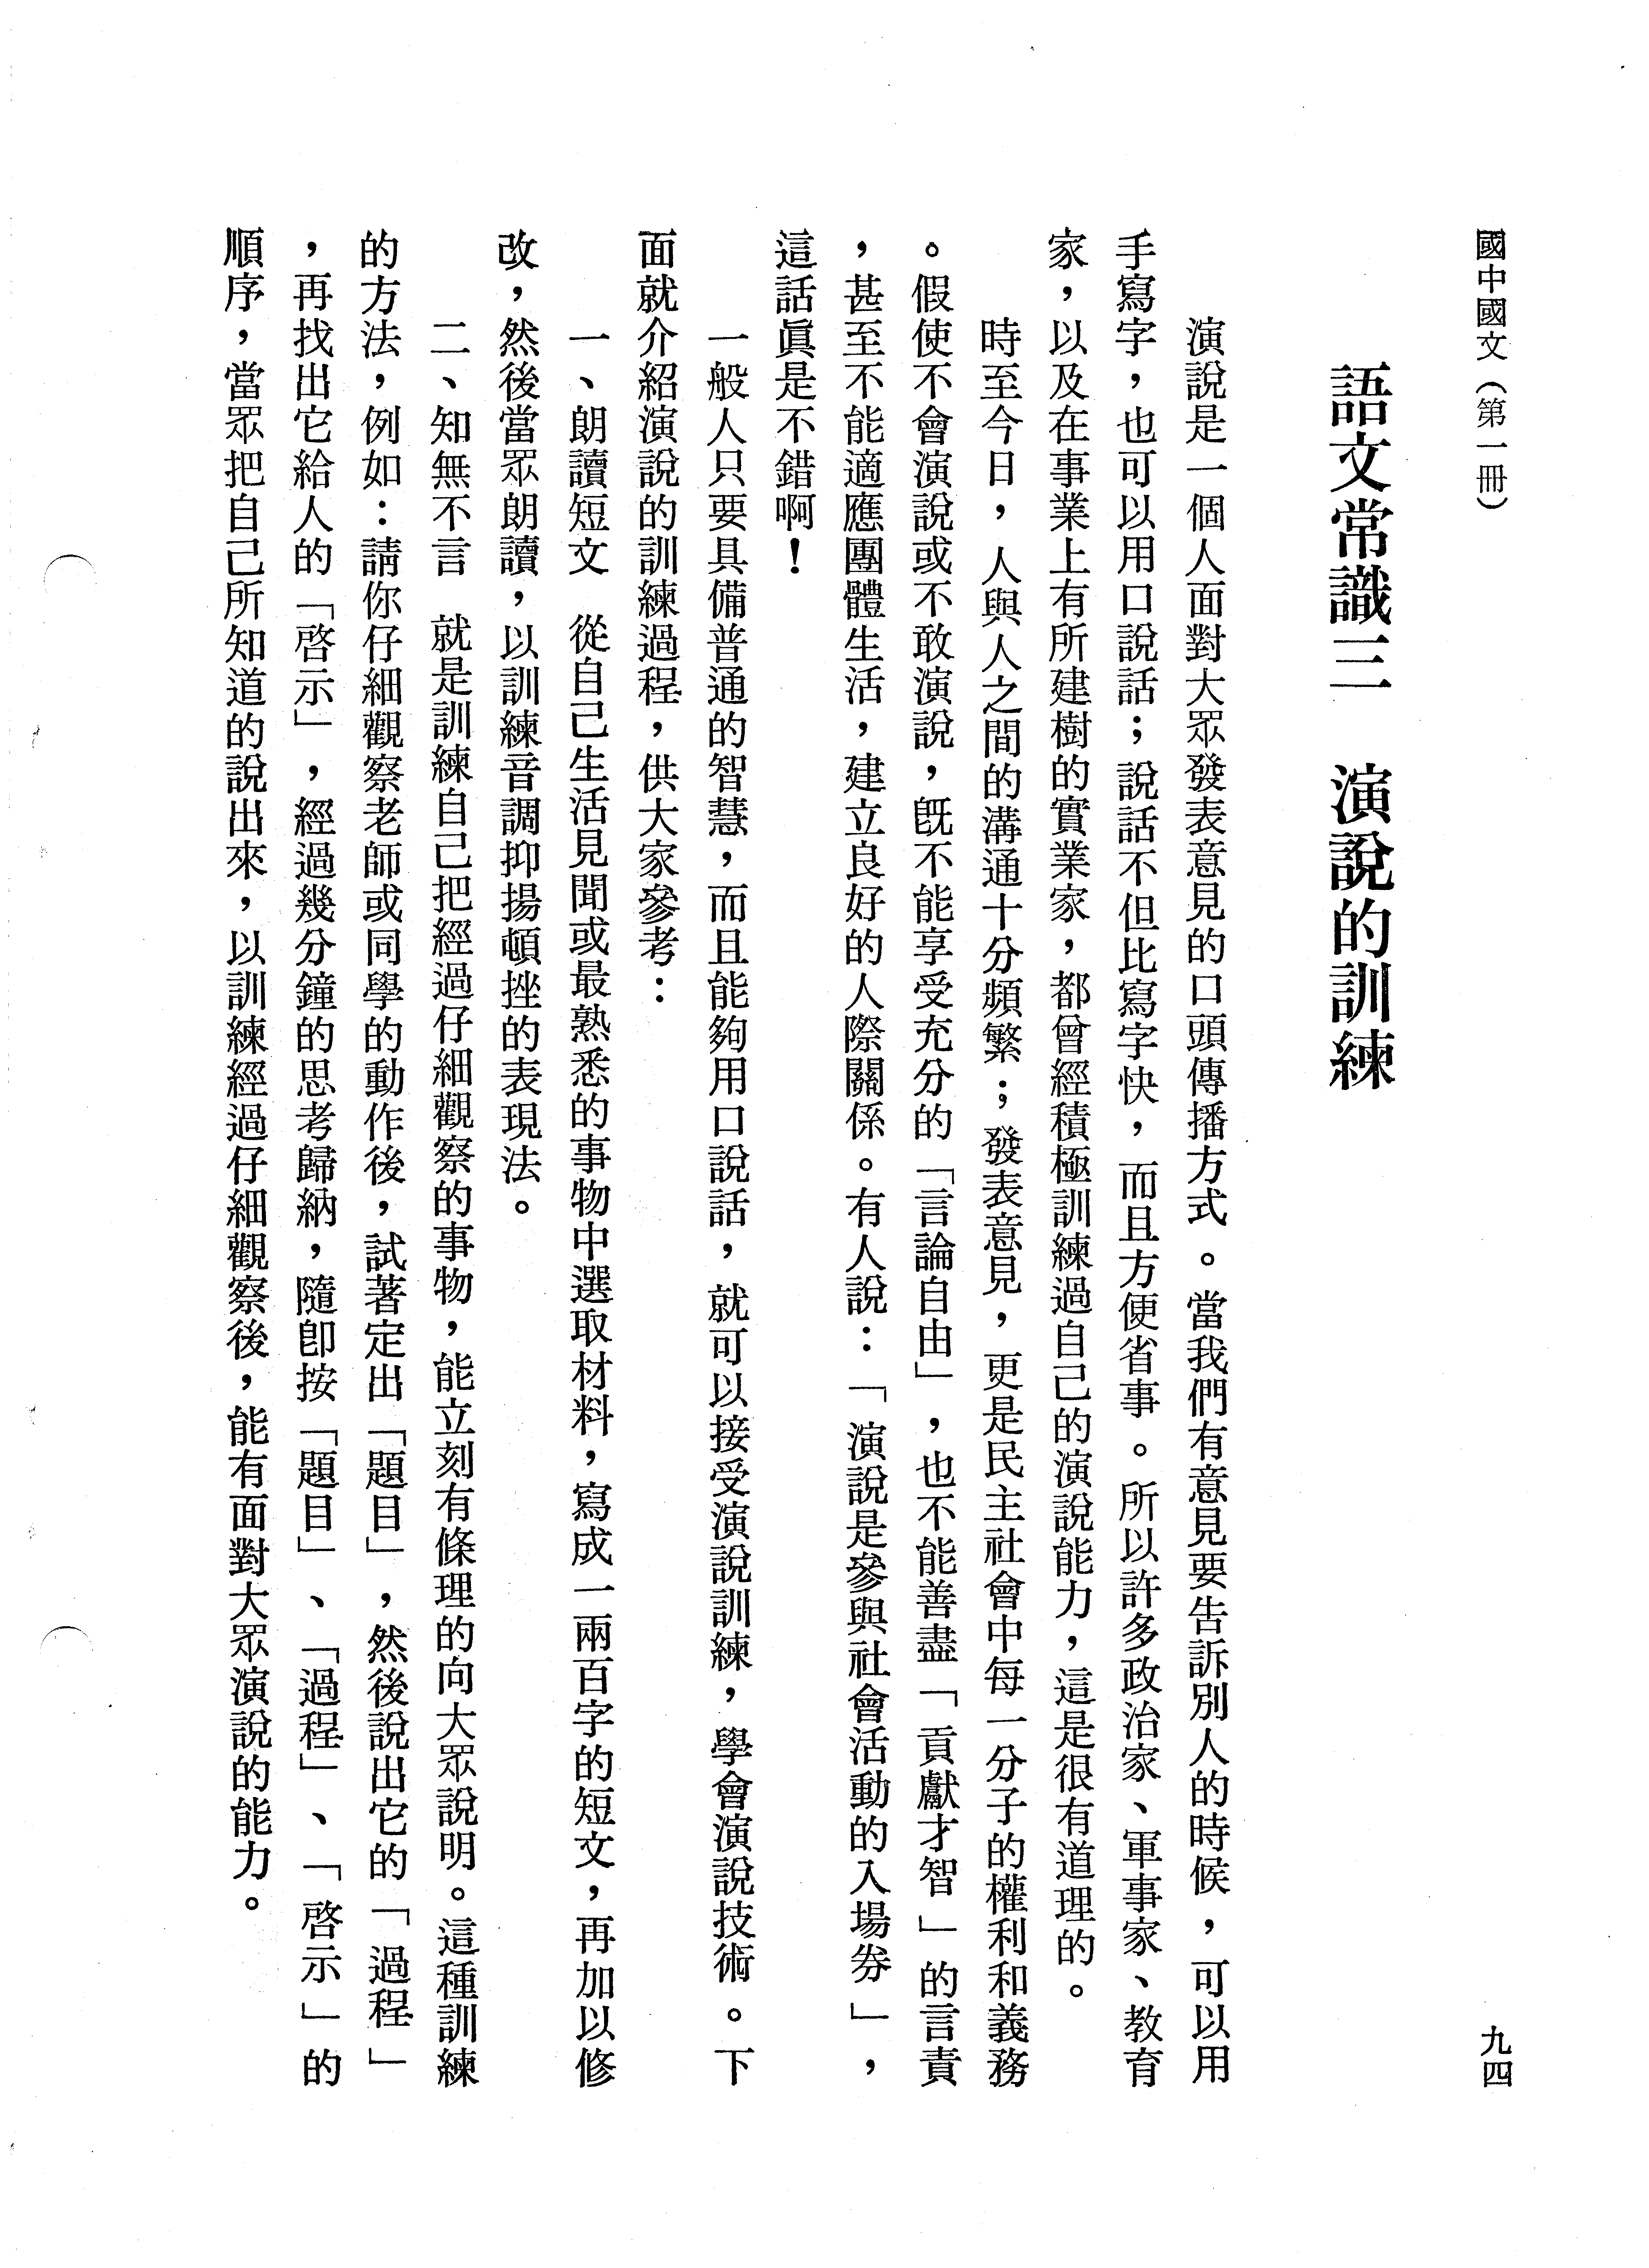 國中國文（第一冊）
九四
語文常識三　演說的訓練
演說是一個人面對大眾發表意見的口頭傳播方式。當我們有意見要告訴別人的時候，可以用
手寫字，也可以用口說話；說話不但比寫字快，而且方便省事。所以許多政治家、軍事家、教育
家，以及在事業上有所建樹的實業家，都曾經積極訓練過自己的演說能力，這是很有道理的。
時至今日，人與人之間的溝通十分頻繁；發表意見，更是民主社會中每一分子的權利和義務
。假使不會演說或不敢演說，既不能享受充分的「言論自由」，也不能善盡「貢獻才智」的言責
，甚至不能適應團體生活，建立良好的人際關係。有人說：「演說是參與社會活動的入場券」，
這話眞是不錯啊！
一般人只要具備普通的智慧，而且能夠用口說話，就可以接受演說訓練，學會演說技術。下
面就介紹演說的訓練過程，供大家參考：
一、朗讀短文　從自己生活見聞或最熟悉的事物中選取材料，寫成一兩百字的短文，再加以修
改，然後當眾朗讀，以訓練音調抑揚頓挫的表現法。
二、知無不言　就是訓練自己把經過仔細觀察的事物，能立刻有條理的向大眾說明。這種訓練
的方法，例如：請你仔細觀察老師或同學的動作後，試著定出「題目」，然後說出它的「過程」
，再找出它給人的「啓示」，經過幾分鐘的思考歸納，隨卽按「題目」、「過程」、「啓示」的
順序，當眾把自己所知道的說出來，以訓練經過仔細觀察後，能有面對大眾演說的能力。